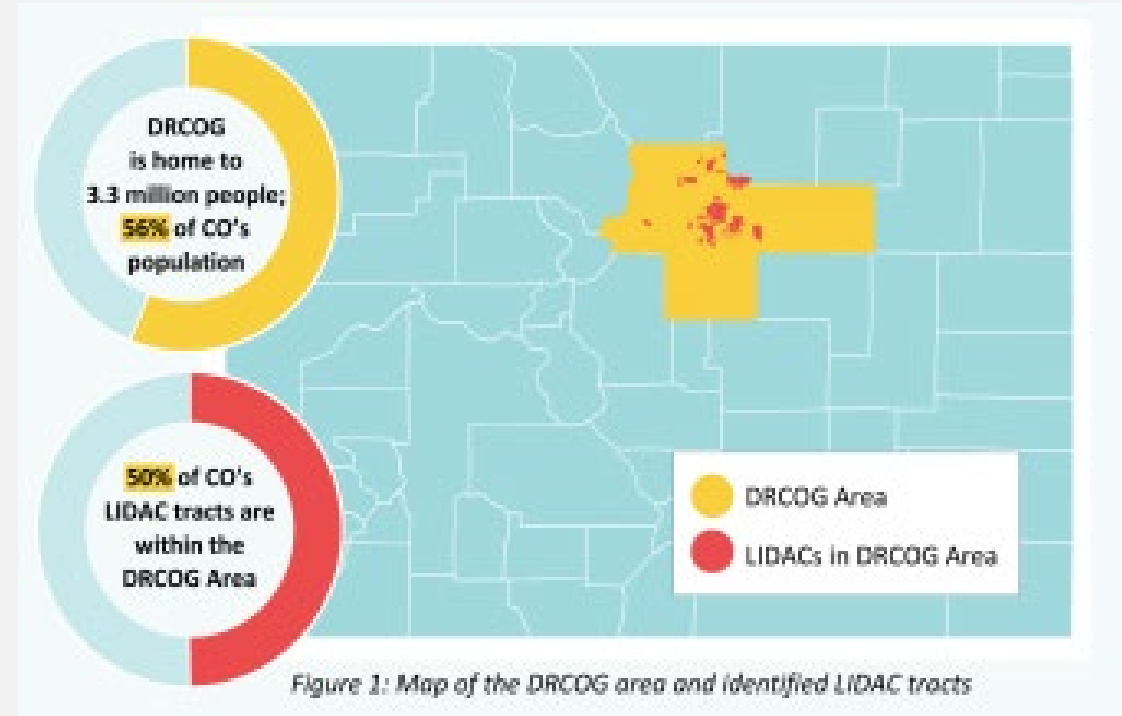 DRCOG
is home to
3.3 million people;
56% of CO's
population
50% of CO's
LIDAC tracts are
within the
DRCOG Area
DRCOG Area
LIDACs in DRCOG Area
Figure 1: Map of the DRCOG area and identified LIDAC tracts